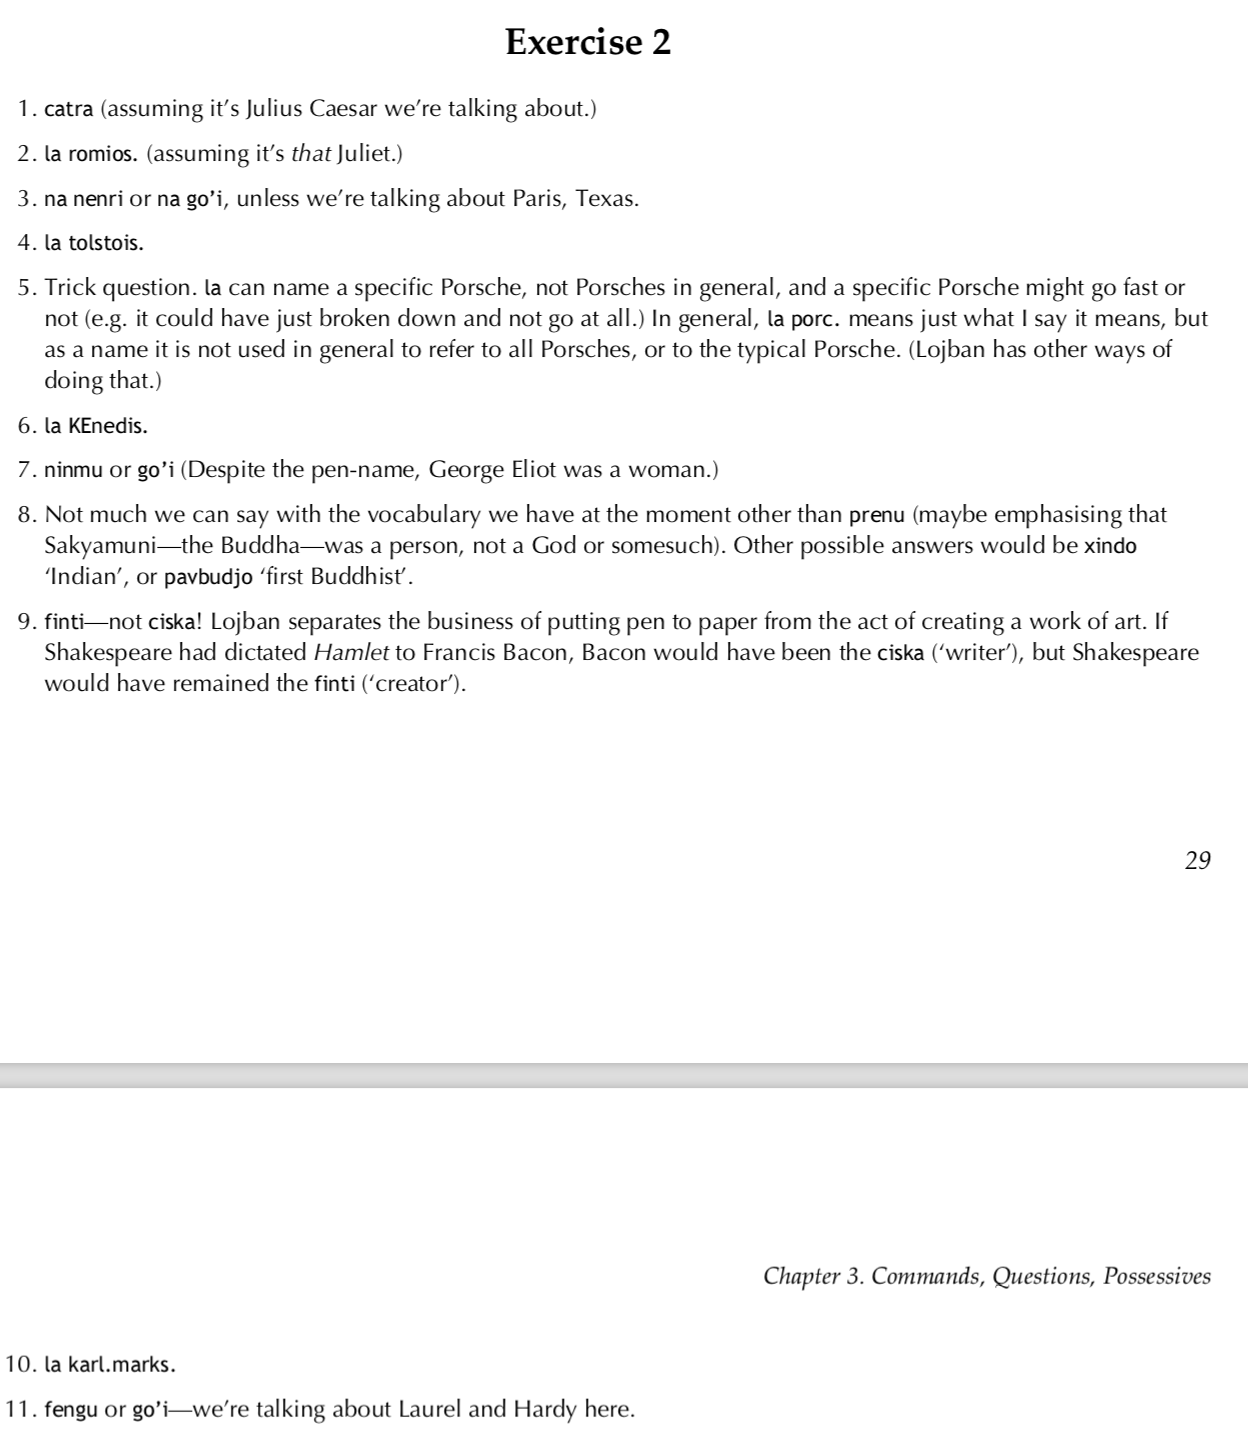 Exercise 2
1. catra (assuming it’s Julius Caesar we’re talking about.)
2. la romios. (assuming it’s that Juliet.)
3. na nenri or na go’i, unless we’re talking about Paris, Texas.
4. la tolstois.
5. Trick question. la can name a specific Porsche, not Porsches in general, and a specific Porsche might go fast or
not (e.g. it could have just broken down and not go at all.) In general, la porc. means just what I say it means, but
as a name it is not used in general to refer to all Porsches, or to the typical Porsche. (Lojban has other ways of
doing that.)
6. la KEnedis.
7. ninmu or go’i (Despite the pen-name, George Eliot was a woman.)
8. Not much we can say with the vocabulary we have at the moment other than prenu (maybe emphasising that
Sakyamuni—the Buddha—was a person, not a God or somesuch). Other possible answers would be xindo
‘Indian’, or pavbudjo ‘first Buddhist’.
9. finti—not ciska! Lojban separates the business of putting pen to paper from the act of creating a work of art. If
Shakespeare had dictated Hamlet to Francis Bacon, Bacon would have been the ciska (‘writer’), but Shakespeare
would have remained the finti (‘creator’).
29
Chapter 3. Commands, Questions, Possessives
10. la karl.marks.
11. fengu or go’i—we’re talking about Laurel and Hardy here.